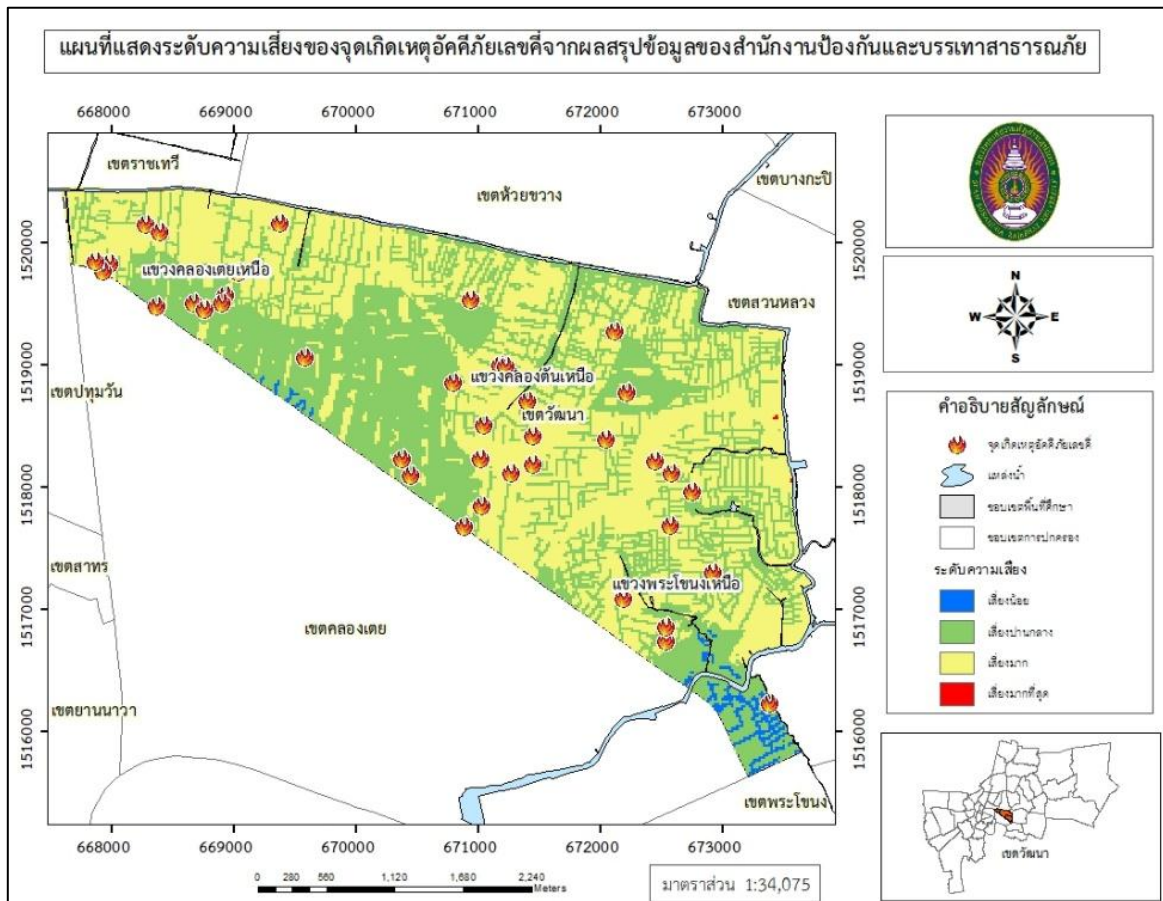 แผนที่แสดงระดับความเสี่ยงของจุดเกิดเหตุอัคคีภัยเลขคี่จากผลสรุปข้อมูลของสำนักงานป้องกันและบรรเทาสาธารณภัย
668000 669000 670000 671000 672000 673000
เขตราชเทวี
เขตห้วยขวาง
เขตบางกะปิ
1520000
1520000
แขวงคลองเตยเหนือ
เขตสวนหลวง
1519000
1519000
เขตปทุมวัน
แขวงคลองตันเหนือ
เขตวัฒนา
1518000
1518000
เขตสาทร
แขวงพระโขนงเหนือ
1517000
1517000
เขตคลองเตย
เขตยานนาวา
1516000
1516000
เขตพระโขนง
668000 669000 670000 671000 672000 673000
0 280 560 1,120 1,680 2,240
Meters
มาตราส่วน 1:34,075
N
W E
S
คำอธิบายสัญลักษณ์
จุดเกิดเหตุอัคคีภัยเลขคี่
แหล่งน้ำ
ขอบเขตพื้นที่ศึกษา
ขอบเขตการปกครอง
ระดับความเสี่ยง
เสี่ยงน้อย
เสี่ยงปานกลาง
เสี่ยงมาก
เสี่ยงมากที่สุด
เขตวัฒนา